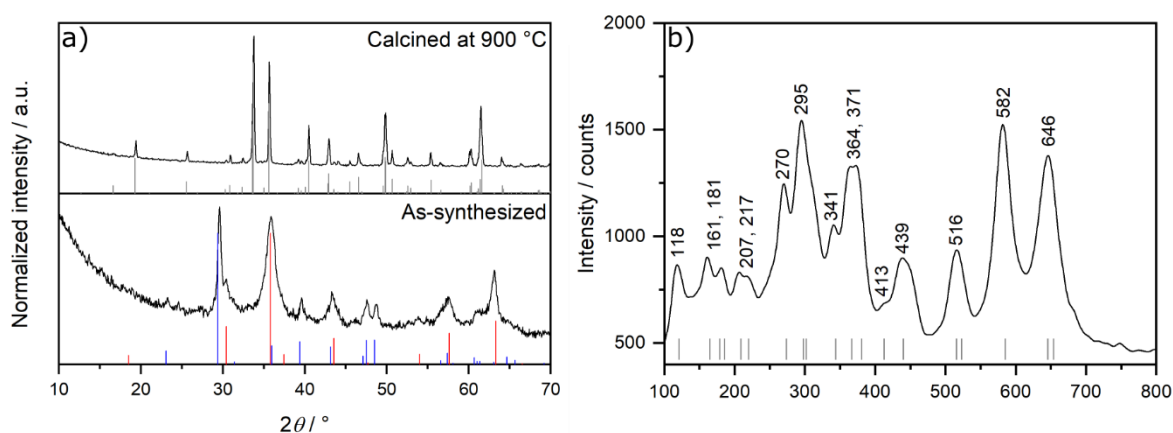 a)
Calcined at 900 °C
As-synthesized
Normalized intensity / a.u.
10 20 30 40 50 60 70
2θ / °
b)
2000
1500
1000
500
Intensity / counts
118
161, 181
207, 217
270
295
341
364, 371
413
439
516
582
646
100 200 300 400 500 600 700 800